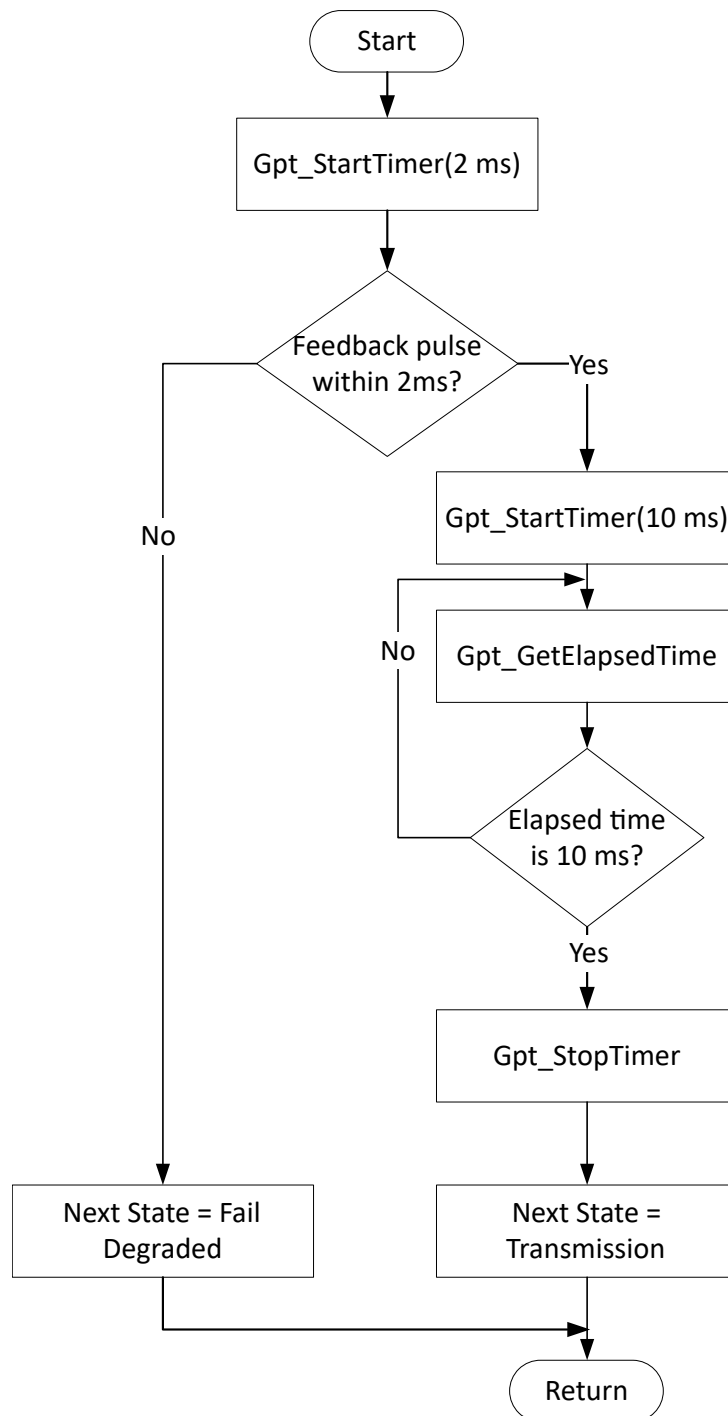 Start
Gpt_StartTimer(2 ms)
Feedback pulse
within 2ms?
Yes
No
Gpt_StartTimer(10 ms)
No
Gpt_GetElapsedTime
Elapsed time
is 10 ms?
Yes
Gpt_StopTimer
Next State = Fail
Degraded
Next State =
Transmission
Return